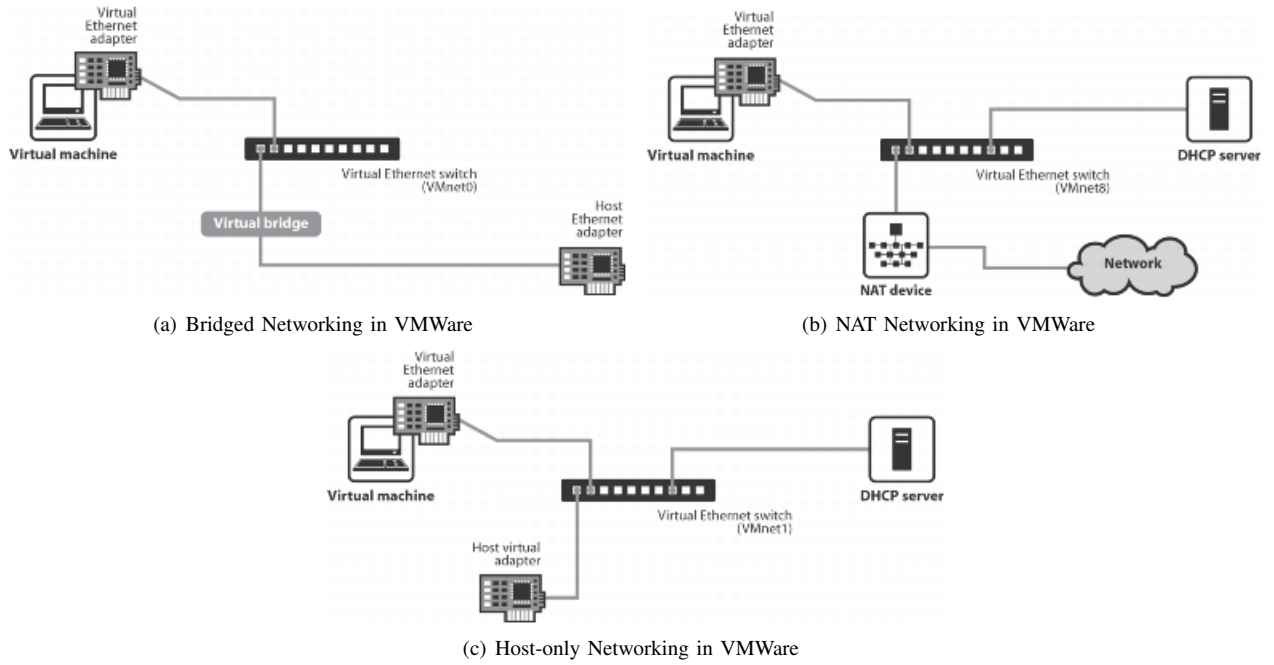 Virtual
Ethernet
adapter
Virtual machine
Virtual Ethernet switch
(VMnet0)
Virtual bridge
Host
Ethernet
adapter
(a) Bridged Networking in VMWare
Virtual
Ethernet
adapter
Virtual machine
DHCP server
Virtual Ethernet switch
(VMnet8)
NAT device
Network
(b) NAT Networking in VMWare
Virtual
Ethernet
adapter
Virtual machine
DHCP server
Virtual Ethernet switch
(VMnet1)
Host virtual
adapter
(c) Host-only Networking in VMWare